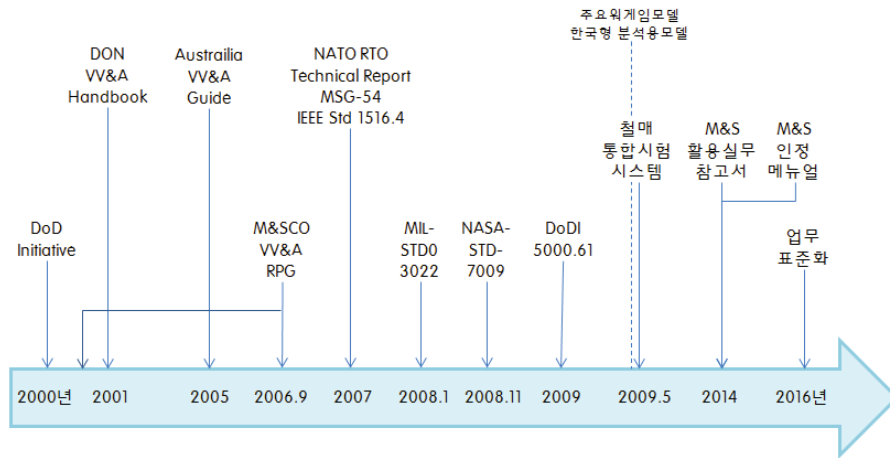 주요워게임모델
한국형 분석용모델
DON
VV&A
Handbook
Austrailia
VV&A
Guide
NATO RTO
Technical Report
MSG-54
IEEE Std 1516.4
철매
통합시험
시스템
M&S
활용실무
참고서
M&S
인정
메뉴얼
DoD
Initiative
M&SCO
VV&A
RPG
MIL-
STD0
3022
NASA-
STD-
7009
DoDI
5000.61
업무
표준화
2000년
2001
2005
2006.9
2007
2008.1
2008.11
2009
2009.5
2014
2016년